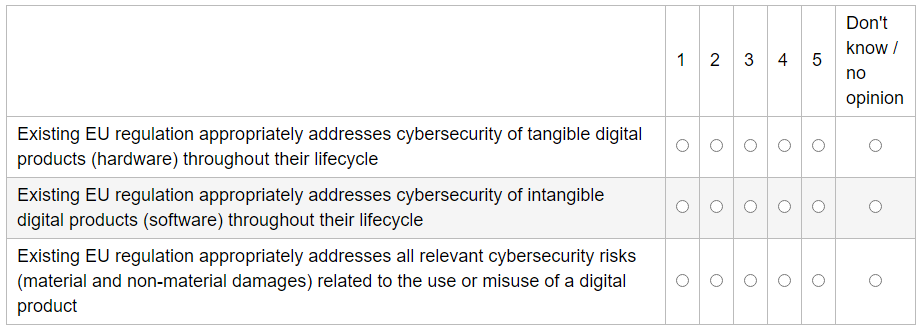 1 2 3 4 5 Don't
know /
no
opinion
Existing EU regulation appropriately addresses cybersecurity of tangible digital
products (hardware) throughout their lifecycle
Existing EU regulation appropriately addresses cybersecurity of intangible
digital products (software) throughout their lifecycle
Existing EU regulation appropriately addresses all relevant cybersecurity risks
(material and non-material damages) related to the use or misuse of a digital
product